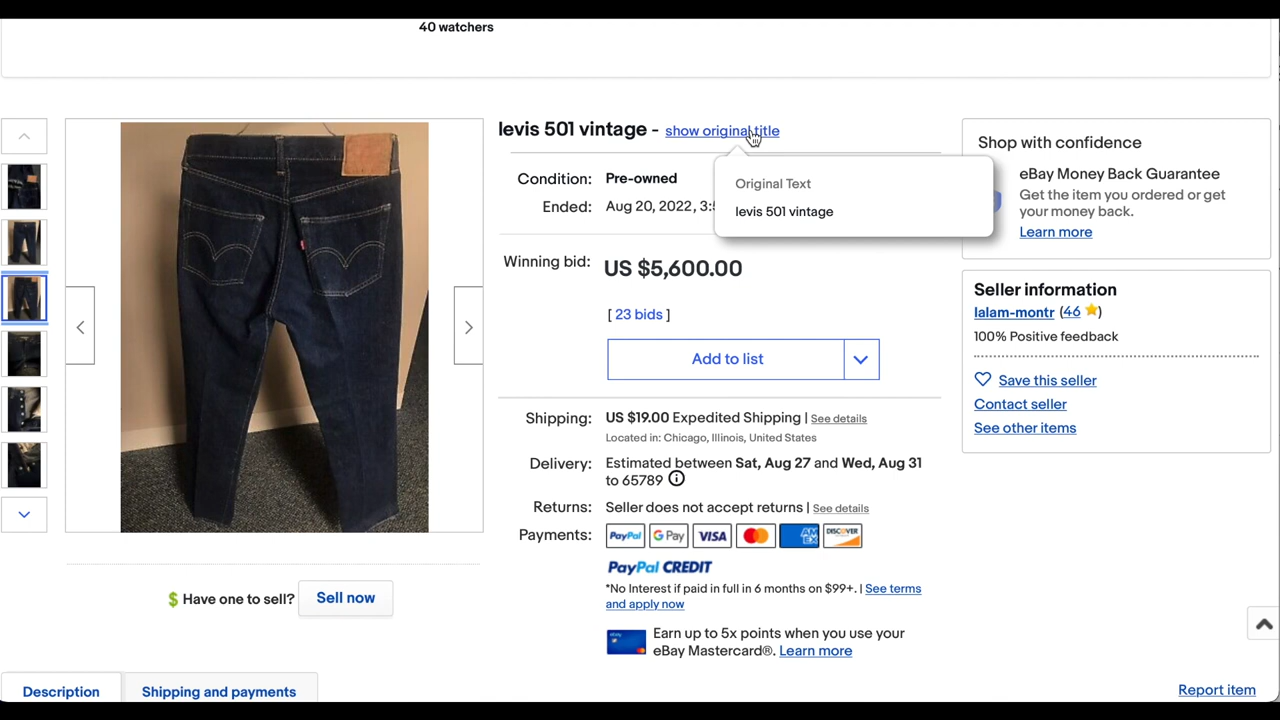 40 watchers
levis 501 vintage - show original title
Original Text
levis 501 vintage
Condition: Pre-owned
Ended: Aug 20, 2022, 3:5
Winning bid: US $5,600.00
[ 23 bids ]
Add to list
Shipping: US $19.00 Expedited Shipping | See details
Located in: Chicago, Illinois, United States
Delivery: Estimated between Sat, Aug 27 and Wed, Aug 31
to 65789
Returns: Seller does not accept returns | See details
Payments: PayPal G Pay VISA AM EX DISCOVER
PayPal CREDIT
*No Interest if paid in full in 6 months on $99+. | See terms
and apply now
Earn up to 5x points when you use your
eBay Mastercard®. Learn more
Shop with confidence
eBay Money Back Guarantee
Get the item you ordered or get
your money back.
Learn more
Seller information
lalam-montr (46 )
100% Positive feedback
Save this seller
Contact seller
See other items
Have one to sell? Sell now
Description
Shipping and payments
Report item